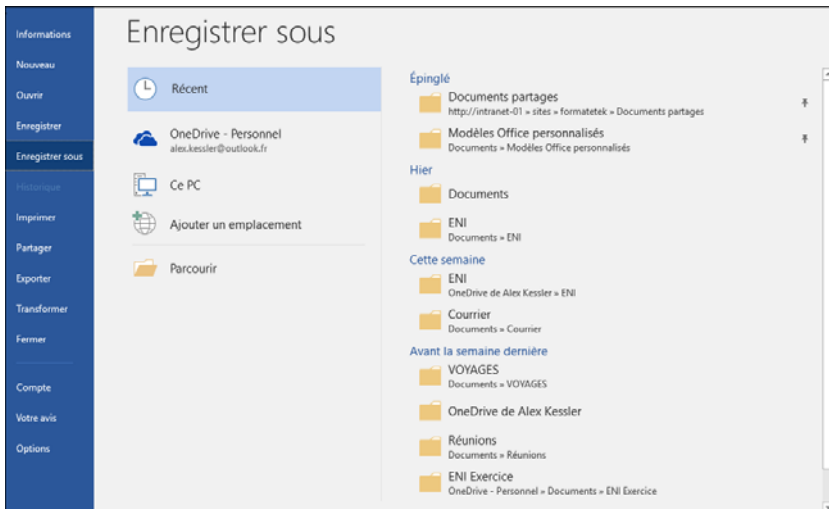 Informations
Nouveau
Ouvrir
Enregistrer
Enregistrer sous
Historique
Imprimer
Partager
Exporter
Transformer
Fermer
Compte
Votre avis
Options
Enregistrer sous
Récent
OneDrive - Personnel
alex.kessler@outlook.fr
Ce PC
Ajouter un emplacement
Parcourir
Épinglé
Documents partages
http://intranet-01 » sites » formatetek » Documents partages
Modèles Office personnalisés
Documents » Modèles Office personnalisés
Hier
Documents
ENI
Documents » ENI
Cette semaine
ENI
OneDrive de Alex Kessler » ENI
Courrier
Documents » Courrier
Avant la semaine dernière
VOYAGES
Documents » VOYAGES
OneDrive de Alex Kessler
Réunions
Documents » Réunions
ENI Exercice
OneDrive - Personnel » Documents » ENI Exercice